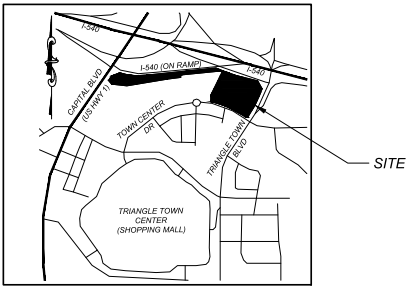 I-540
I-540 (ON RAMP)
I-540
CAPITAL BLVD
(US HWY 1)
TOWN CENTER
DR
TRIANGLE TOWN
BLVD
SITE
TRIANGLE TOWN
CENTER
(SHOPPING MALL)